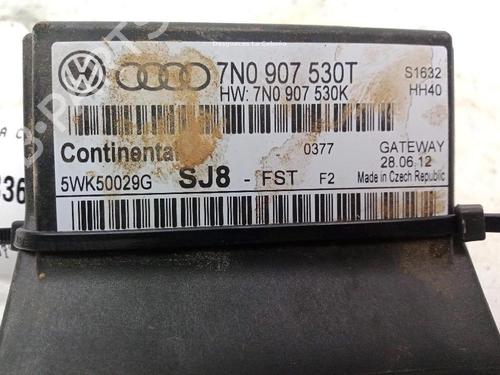 7N0 907 530T
S1632
HW: 7N0 907 530K
HH40
Continental
0377
GATEWAY
28.06.12
5WK50029G
SJ8 - FST F2
Made in Czech Republic